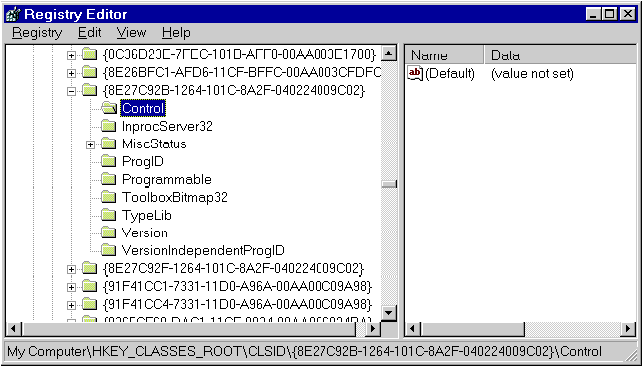 Registry Editor
Registry Edit View Help
{0C36D23E-7FEC-101D-AFF0-00AA003E1700}
{8E26BFC1-AFD6-11CF-BFFC-00AA003CFDFC
{8E27C92B-1264-101C-8A2F-040224009C02}
Control
InprocServer32
MiscStatus
ProgID
Programmable
ToolboxBitmap32
TypeLib
Version
VersionIndependentProgID
{8E27C92F-1264-101C-8A2F-040224009C02}
{91F41CC1-7331-11D0-A96A-00AA00C09A98}
{91F41CC4-7331-11D0-A96A-00AA00C09A98}
Name Data
ab (Default) (value not set)
My Computer\HKEY_CLASSES_ROOT\CLSID\{8E27C92B-1264-101C-8A2F-040224009C02}\Control